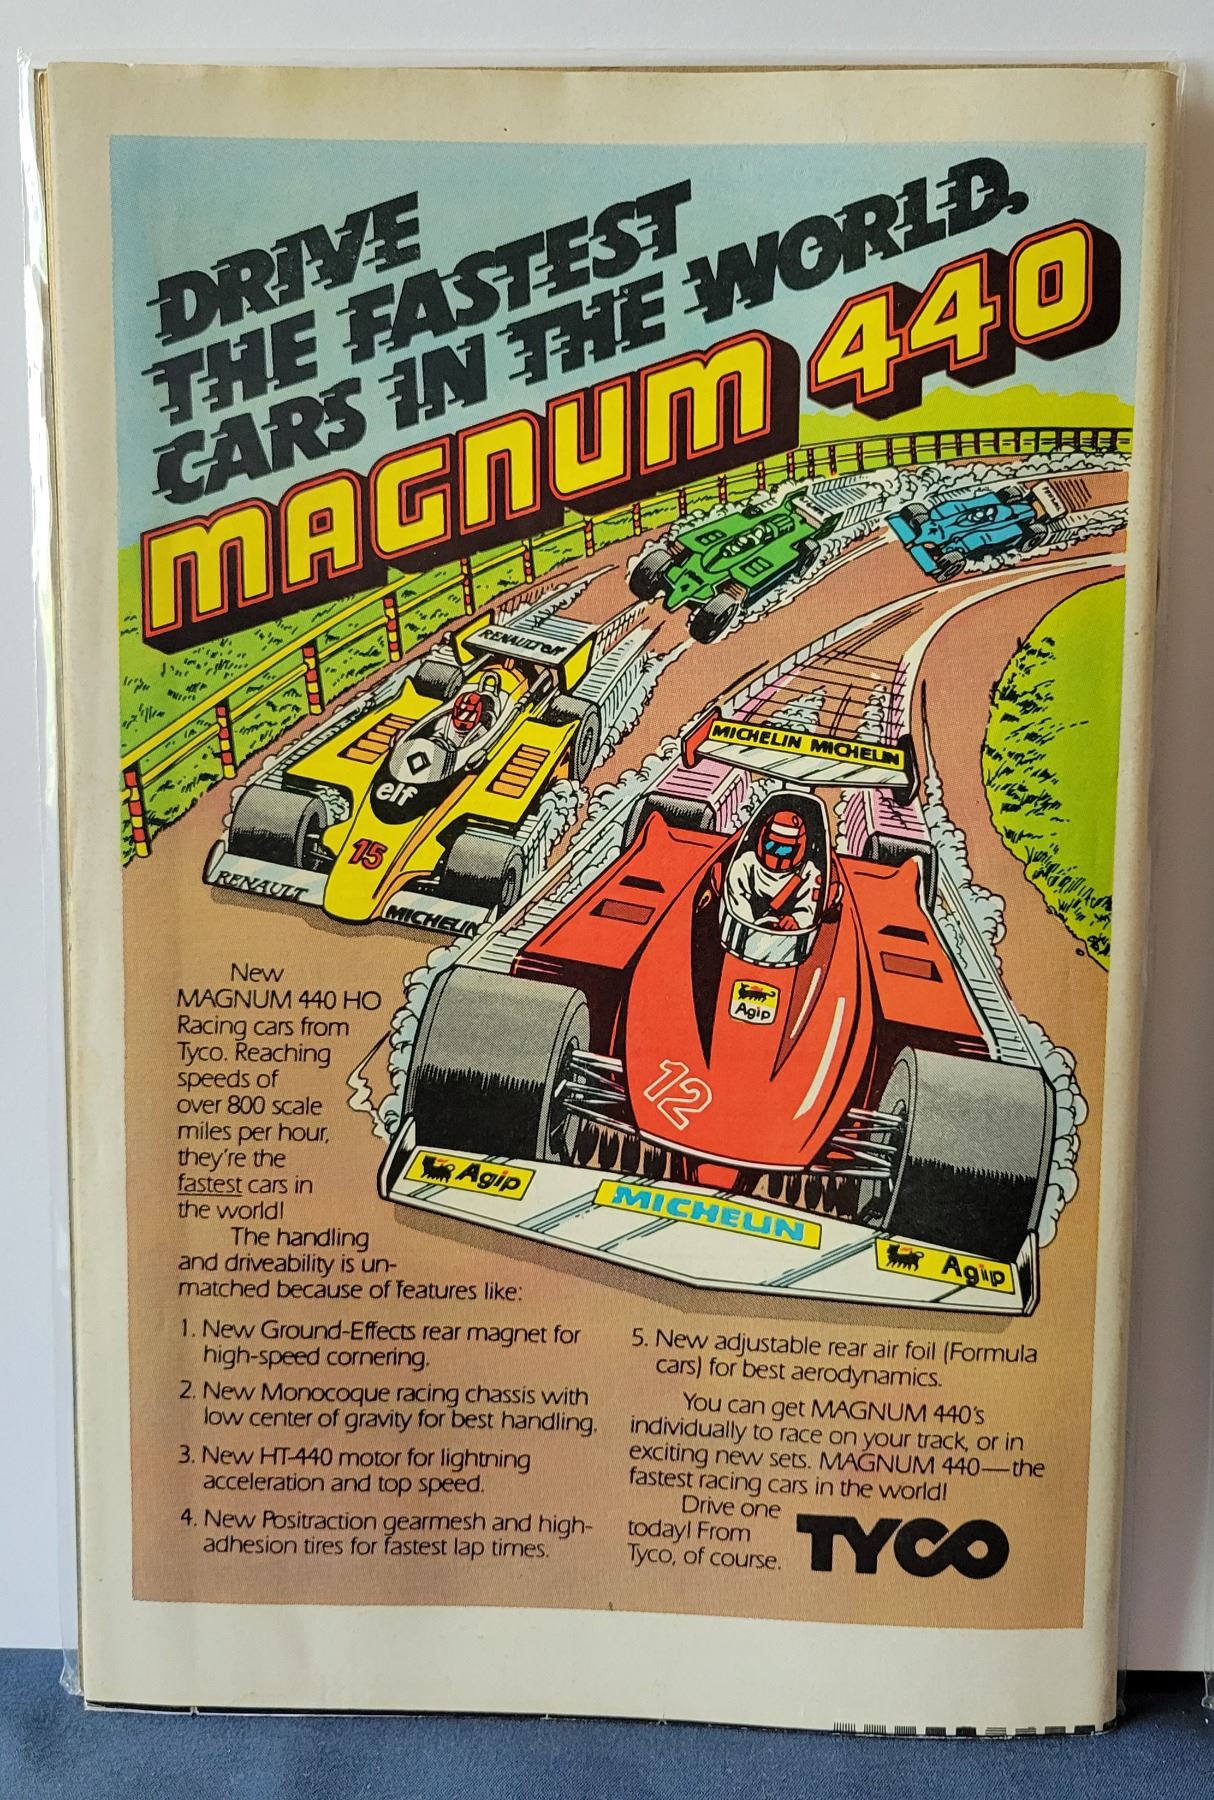 DRIVE
THE FASTEST
CARS IN THE WORLD.
MAGNUM 440
RENAULT elf
MICHELIN MICHELIN
elf
15
RENAULT
MICHELIN
Agip
12
Agip
MICHELIN
Agip
New
MAGNUM 440 HO
Racing cars from
Tyco. Reaching
speeds of
over 800 scale
miles per hour,
they're the
fastest cars in
the world!
The handling
and driveability is un-
matched because of features like:
1. New Ground-Effects rear magnet for
high-speed cornering.
2. New Monocoque racing chassis with
low center of gravity for best handling.
3. New HT-440 motor for lightning
acceleration and top speed.
4. New Positraction gearmesh and high-
adhesion tires for fastest lap times.
5. New adjustable rear air foil (Formula
cars) for best aerodynamics.
You can get MAGNUM 440's
individually to race on your track, or in
exciting new sets. MAGNUM 440—the
fastest racing cars in the world!
Drive one
today! From
Tyco, of course.
TYCO